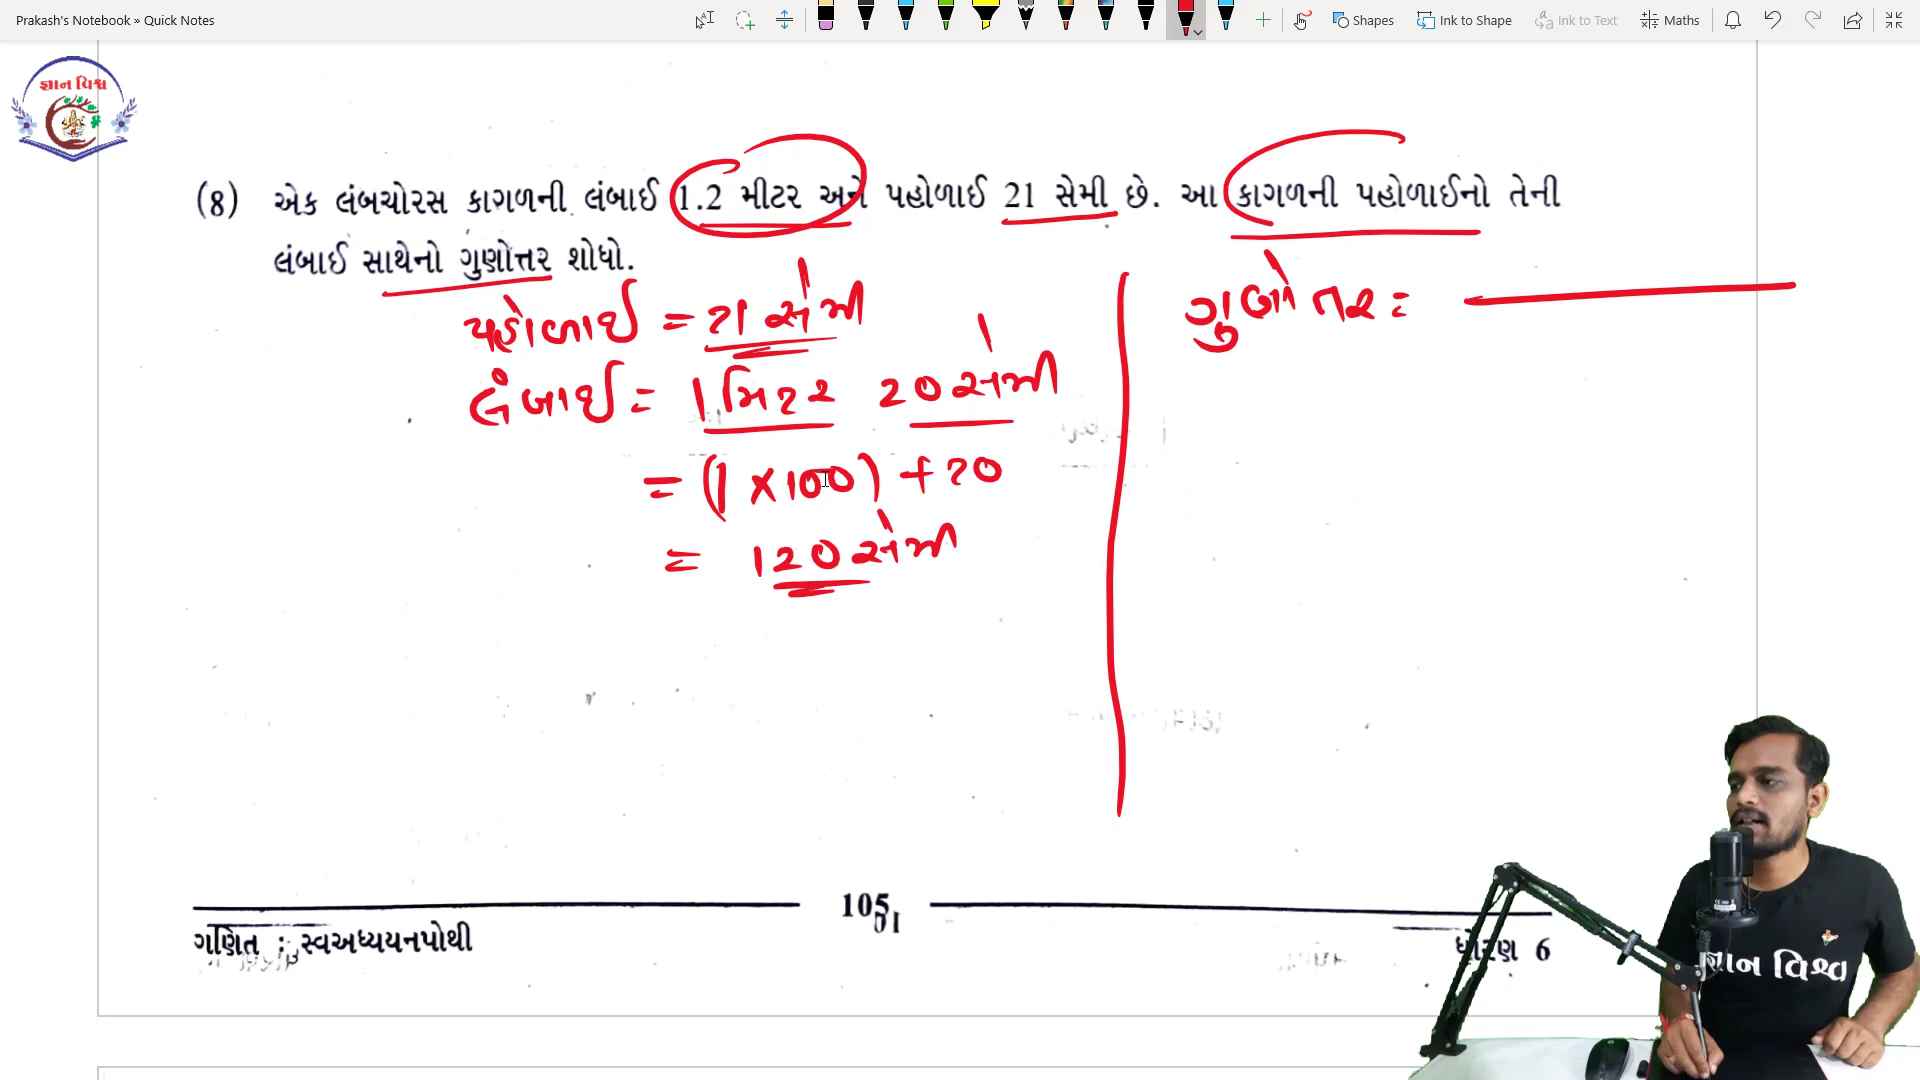 Prakash's Notebook » Quick Notes
Shapes
Ink to Shape
Ink to Text
Maths
જ્ઞાન વિશ્વ
(8) એક લંબચોરસ કાગળની લંબાઈ 1.2 મીટર અને પહોળાઈ 21 સેમી છે. આ કાગળની પહોળાઈનો તેની
લંબાઈ સાથેનો ગુણોત્તર શોધો.
પહોળાઈ = 21 સેમી
લંબાઈ = 1 મિટર 20 સેમી
= (1 × 100) + 20
= 120 સેમી
ગુણોતર =
105
ગણિત : સ્વઅધ્યયનપોથી
ધોરણ 6
જ્ઞાન વિશ્વ